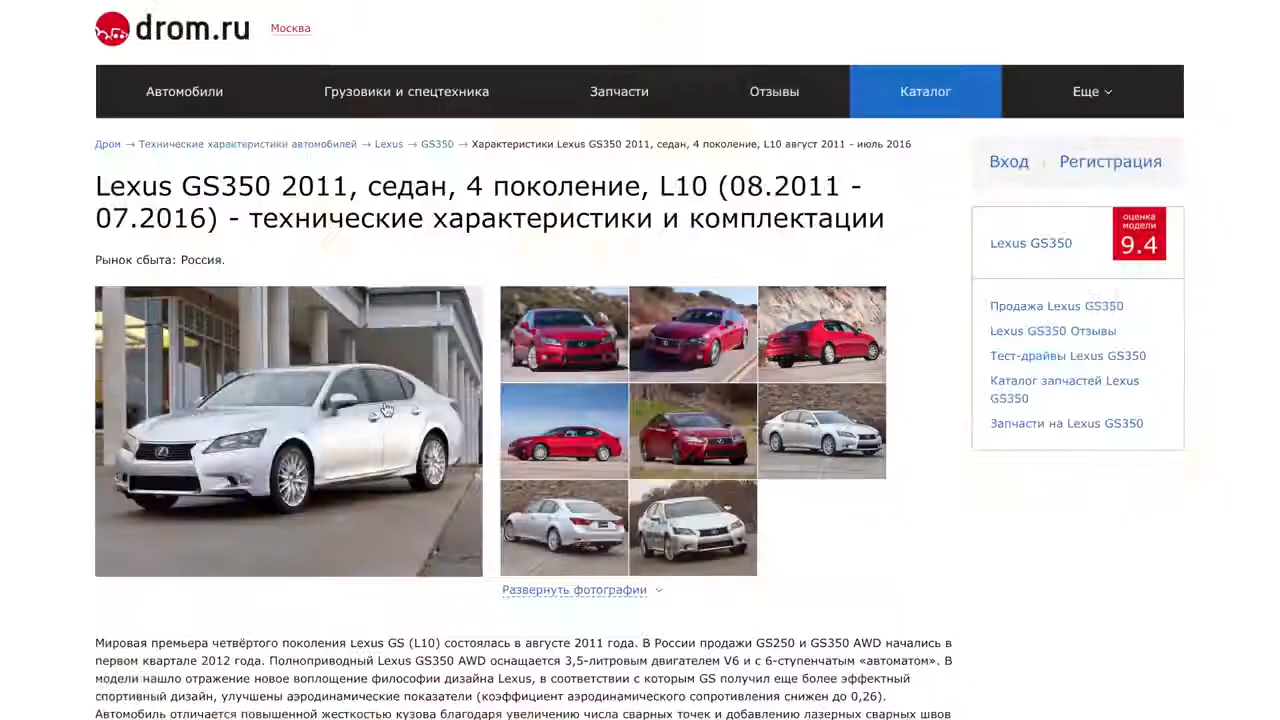 drom.ru
Москва
Автомобили Грузовики и спецтехника Запчасти Отзывы Каталог Еще
Дром → Технические характеристики автомобилей → Lexus → GS350 → Характеристики Lexus GS350 2011, седан, 4 поколение, L10 август 2011 - июль 2016
Вход | Регистрация
Lexus GS350 2011, седан, 4 поколение, L10 (08.2011 -
07.2016) - технические характеристики и комплектации
Рынок сбыта: Россия.
Lexus GS350
оценка
модели
9.4
Продажа Lexus GS350
Lexus GS350 Отзывы
Тест-драйвы Lexus GS350
Каталог запчастей Lexus
GS350
Запчасти на Lexus GS350
Развернуть фотографии
Мировая премьера четвёртого поколения Lexus GS (L10) состоялась в августе 2011 года. В России продажи GS250 и GS350 AWD начались в
первом квартале 2012 года. Полноприводный Lexus GS350 AWD оснащается 3,5-литровым двигателем V6 и с 6-ступенчатым «автоматом». В
модели нашло отражение новое воплощение философии дизайна Lexus, в соответствии с которым GS получил еще более эффектный
спортивный дизайн, улучшены аэродинамические показатели (коэффициент аэродинамического сопротивления снижен до 0,26).
Автомобиль отличается повышенной жесткостью кузова благодаря увеличению числа сварных точек и добавлению лазерных сварных швов